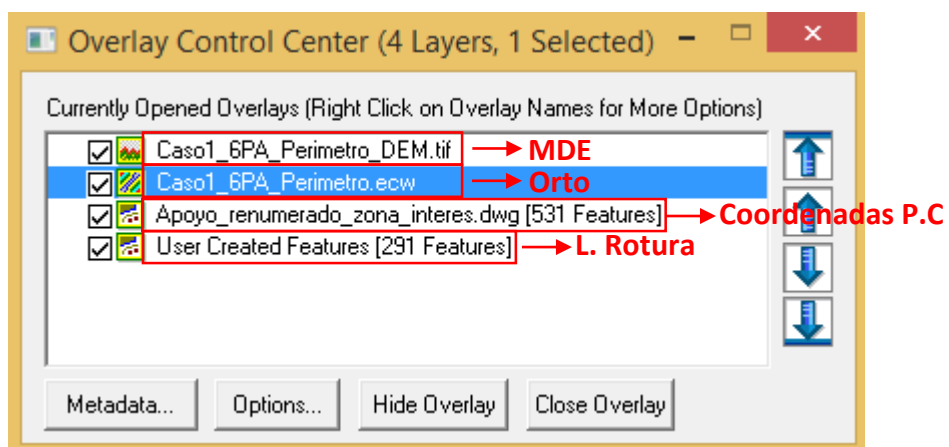 Overlay Control Center (4 Layers, 1 Selected)
Currently Opened Overlays (Right Click on Overlay Names for More Options)
Caso1_6PA_Perimetro_DEM.tif MDE
Caso1_6PA_Perimetro.ecw Orto
Apoyo_renumerado_zona_interes.dwg [531 Features] Coordenadas P.C
User Created Features [291 Features] L. Rotura
Metadata... Options... Hide Overlay Close Overlay